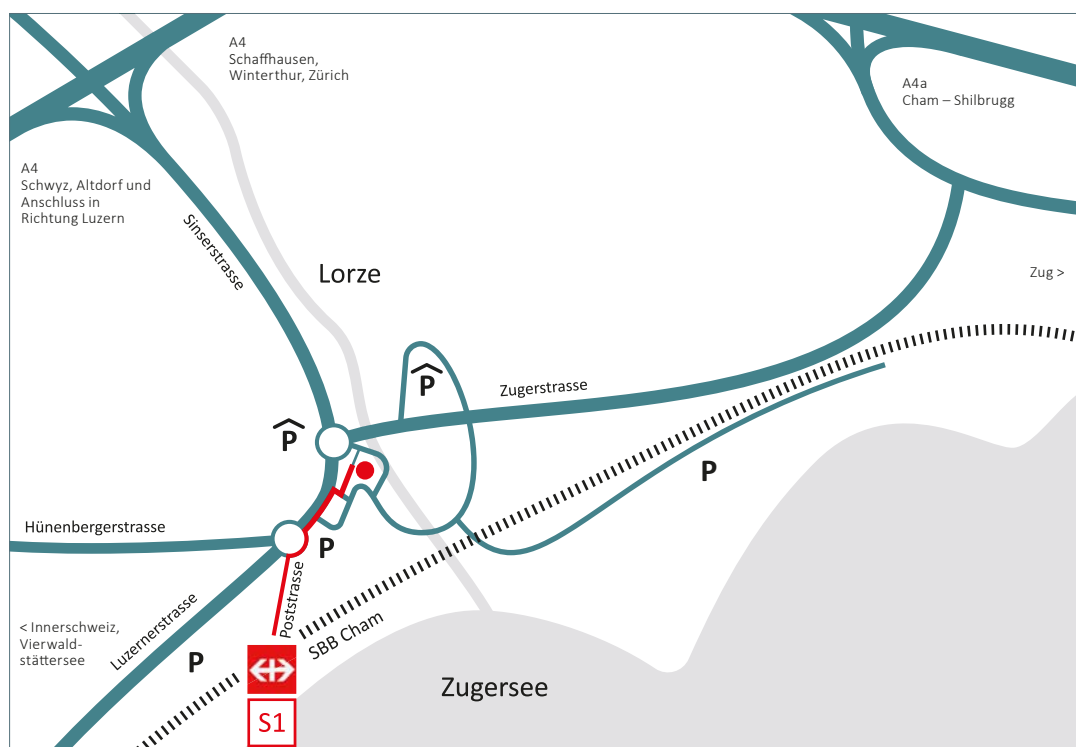 A4
Schaffhausen,
Winterthur, Zürich
A4a
Cham – Shilbrugg
A4
Schwyz, Altdorf und
Anschluss in
Richtung Luzern
Sinserstrasse
Lorze
Zug >
P
Zugerstrasse
P
P
Hünenbergerstrasse
P
Poststrasse
Luzernerstrasse
< Innerschweiz,
Vierwald-
stättersee
P
SBB Cham
Zugersee
S1